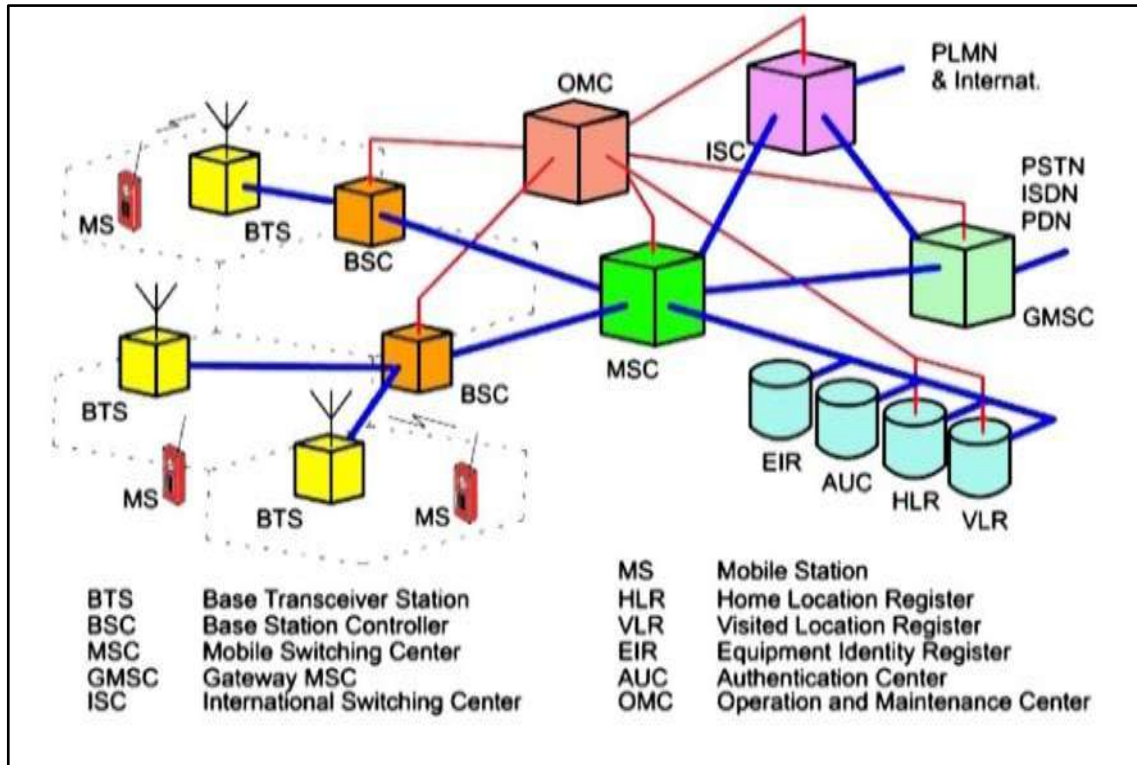 PLMN
& Internat.
OMC
ISC
PSTN
ISDN
PDN
MS
BTS
BSC
GMSC
MSC
BTS
BSC
EIR
AUC
HLR
VLR
MS
BTS
MS
BTS Base Transceiver Station
BSC Base Station Controller
MSC Mobile Switching Center
GMSC Gateway MSC
ISC International Switching Center
MS Mobile Station
HLR Home Location Register
VLR Visited Location Register
EIR Equipment Identity Register
AUC Authentication Center
OMC Operation and Maintenance Center